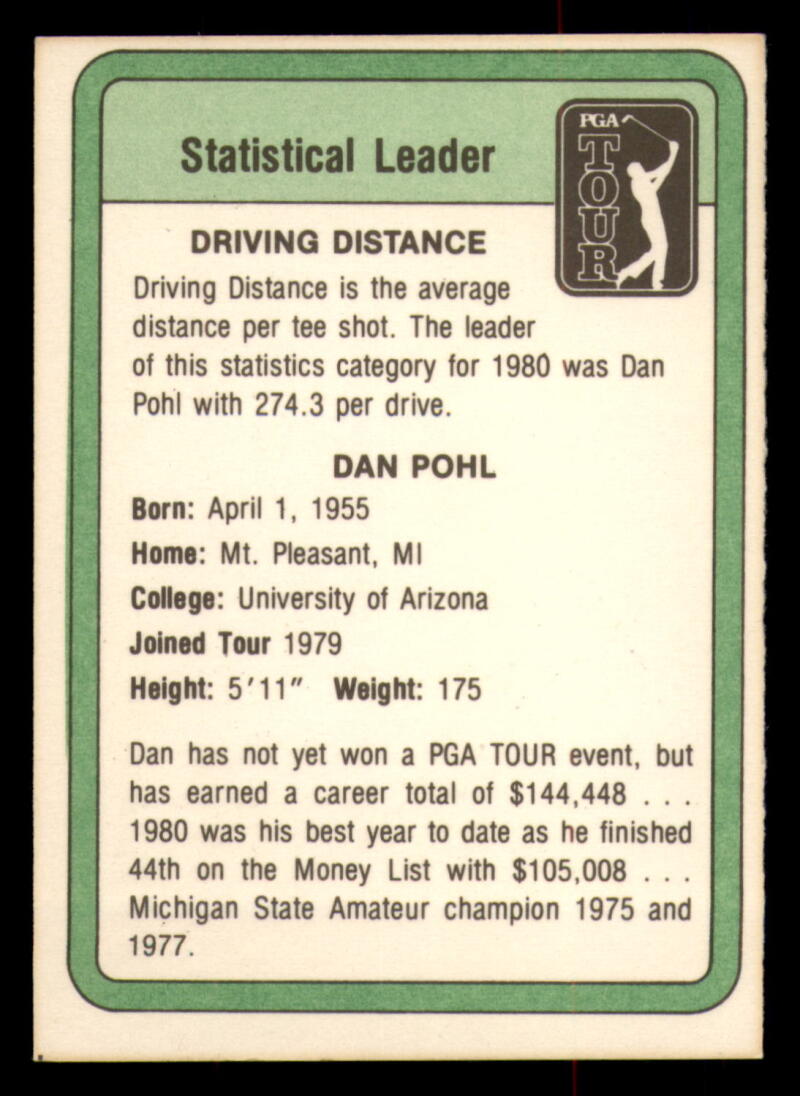 PGA
TOUR
Statistical Leader
DRIVING DISTANCE
Driving Distance is the average
distance per tee shot. The leader
of this statistics category for 1980 was Dan
Pohl with 274.3 per drive.
DAN POHL
Born: April 1, 1955
Home: Mt. Pleasant, MI
College: University of Arizona
Joined Tour 1979
Height: 5'11" Weight: 175
Dan has not yet won a PGA TOUR event, but
has earned a career total of $144,448 . . .
1980 was his best year to date as he finished
44th on the Money List with $105,008 . . .
Michigan State Amateur champion 1975 and
1977.